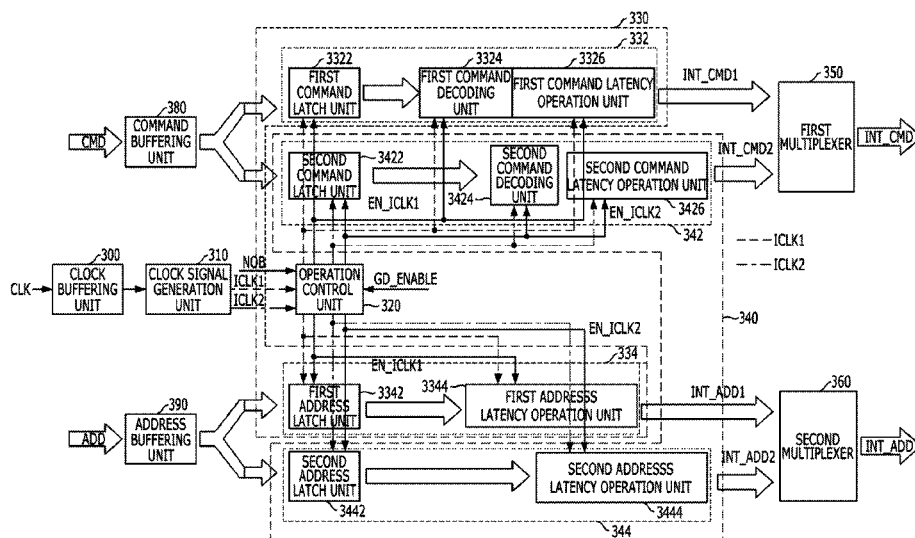 330
332
3322
FIRST
COMMAND
LATCH UNIT
3324
FIRST COMMAND
DECODING
UNIT
3326
FIRST COMMAND LATENCY
OPERATION UNIT
INT_CMD1
350
FIRST
MULTIPLEXER
INT_CMD
CMD
380
COMMAND
BUFFERING
UNIT
3422
SECOND
COMMAND
LATCH UNIT
SECOND
COMMAND
DECODING
UNIT
3424
SECOND COMMAND
LATENCY OPERATION UNIT
3426
INT_CMD2
EN_ICLK1
EN_ICLK2
342
ICLK1
ICLK2
CLK
300
CLOCK
BUFFERING
UNIT
310
CLOCK SIGNAL
GENERATION
UNIT
NOB
ICLK1
ICLK2
OPERATION
CONTROL
UNIT
320
GD_ENABLE
340
EN_ICLK2
EN_ICLK1
334
ADD
390
ADDRESS
BUFFERING
UNIT
FIRST
ADDRESS
LATCH UNIT
3342
3344
FIRST ADDRESSS
LATENCY OPERATION UNIT
INT_ADD1
360
SECOND
MULTIPLEXER
INT_ADD
SECOND
ADDRESS
LATCH UNIT
3442
SECOND ADDRESSS
LATENCY OPERATION UNIT
3444
INT_ADD2
344